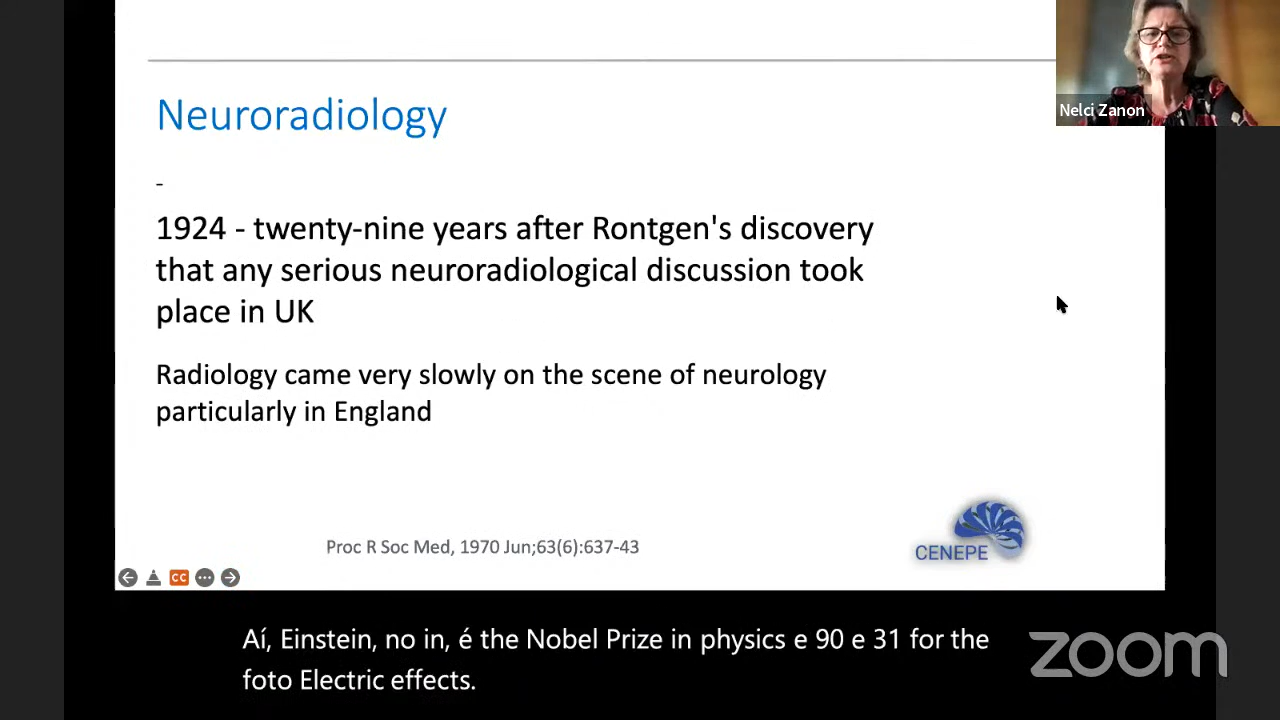 Neuroradiology
-
1924 - twenty-nine years after Rontgen's discovery
that any serious neuroradiological discussion took
place in UK
Radiology came very slowly on the scene of neurology
particularly in England
Proc R Soc Med, 1970 Jun;63(6):637-43
CENEPE
Nelci Zanon
CC
Aí, Einstein, no in, é the Nobel Prize in physics e 90 e 31 for the
foto Electric effects.
zoom